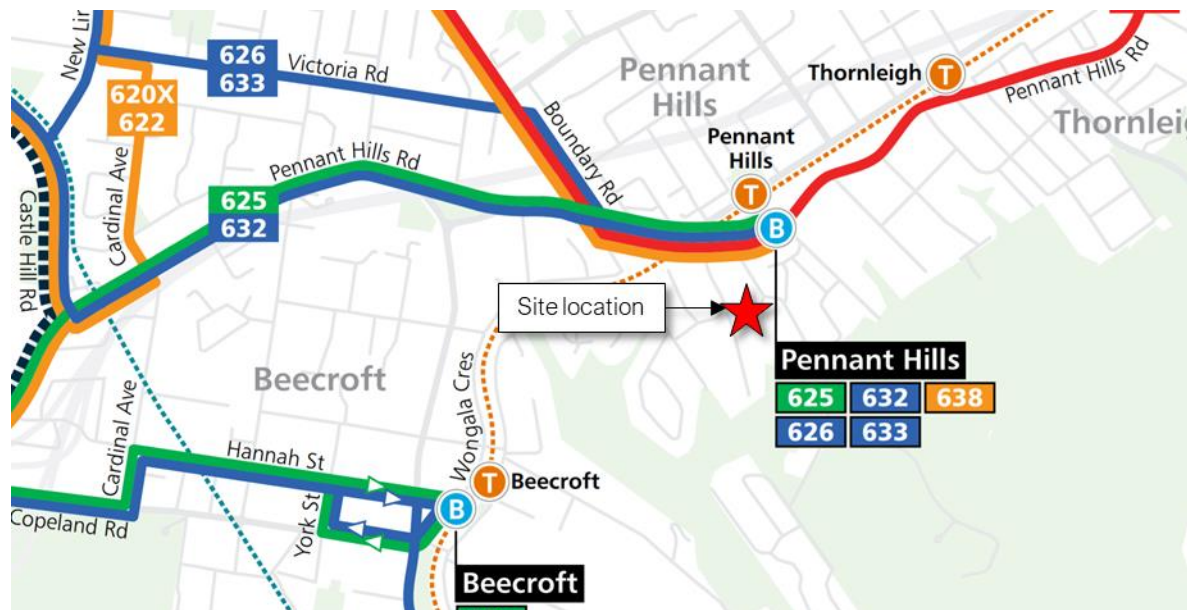 New Lin
626
633
Victoria Rd
620X
622
Cardinal Ave
Castle Hill Rd
Pennant Hills Rd
625
632
Boundary Rd
Pennant
Hills
Thornleigh
T
Pennant Hills Rd
Thornlei
Pennant
Hills
T
B
Site location
Pennant Hills
625 632 638
626 633
Beecroft
Wongala Cres
Cardinal Ave
Hannah St
T Beecroft
York St
B
Copeland Rd
Beecroft